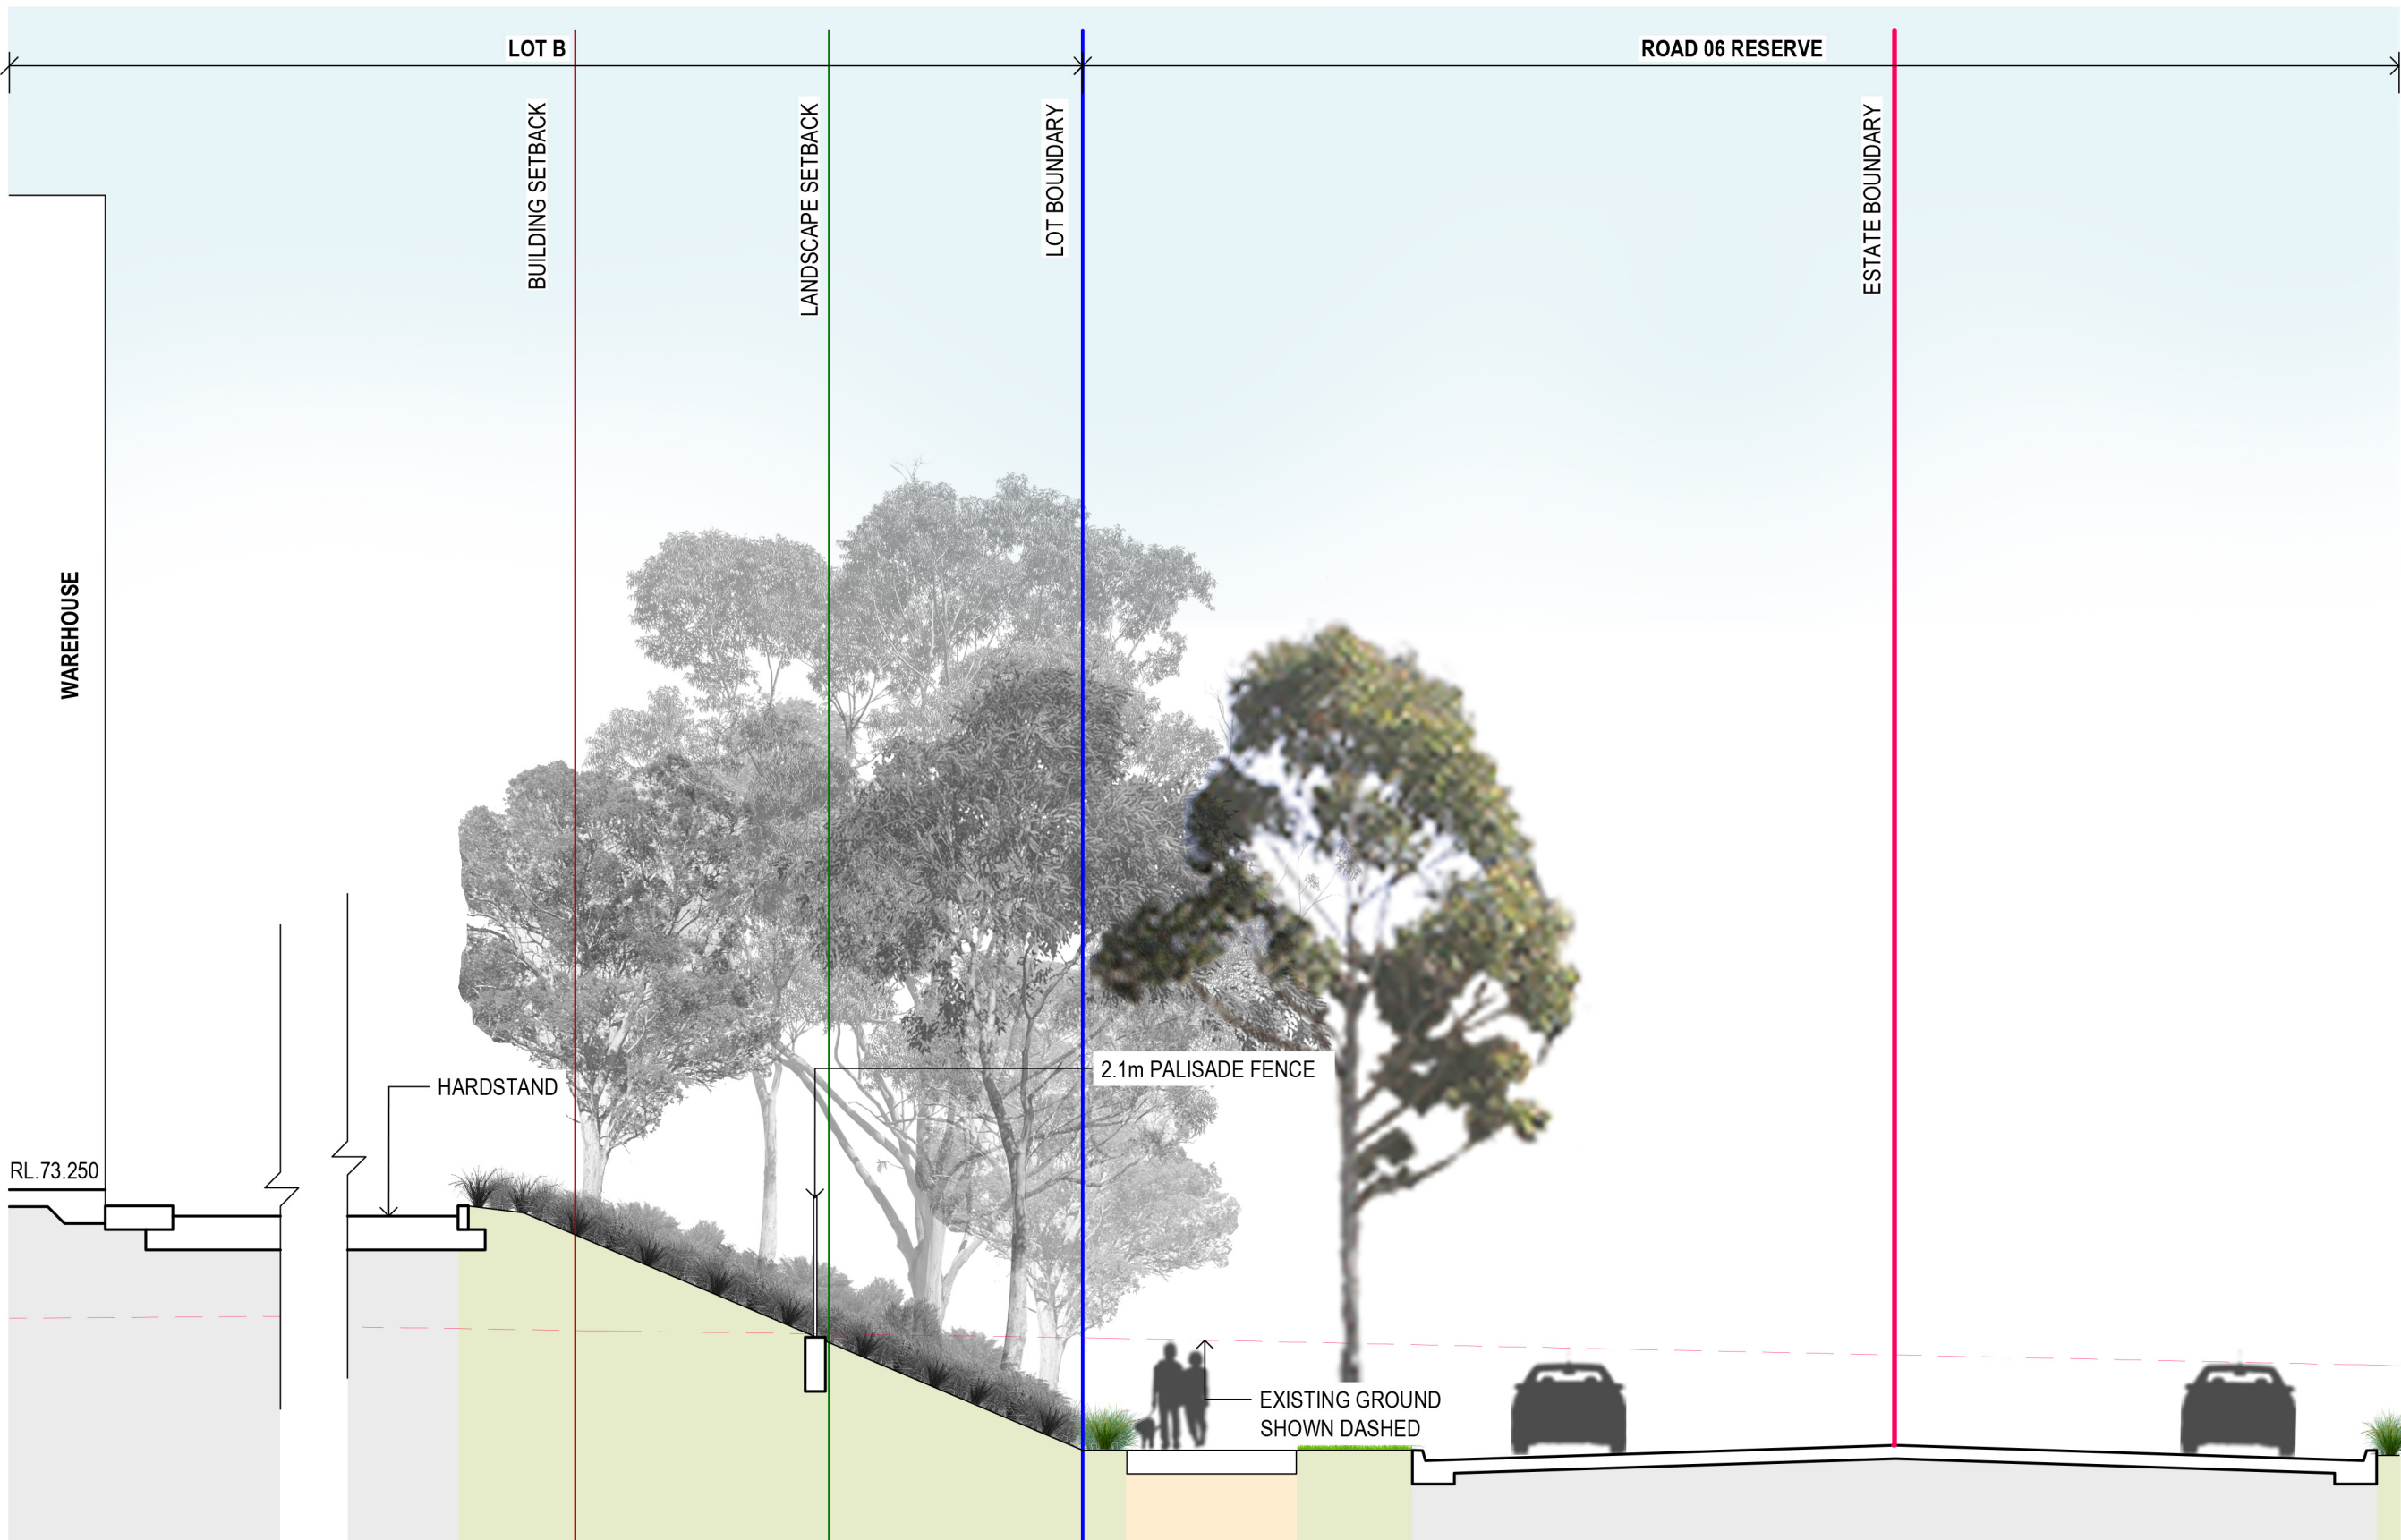 LOT B
ROAD 06 RESERVE
BUILDING SETBACK
LANDSCAPE SETBACK
LOT BOUNDARY
ESTATE BOUNDARY
WAREHOUSE
2.1m PALISADE FENCE
HARDSTAND
RL.73.250
EXISTING GROUND
SHOWN DASHED